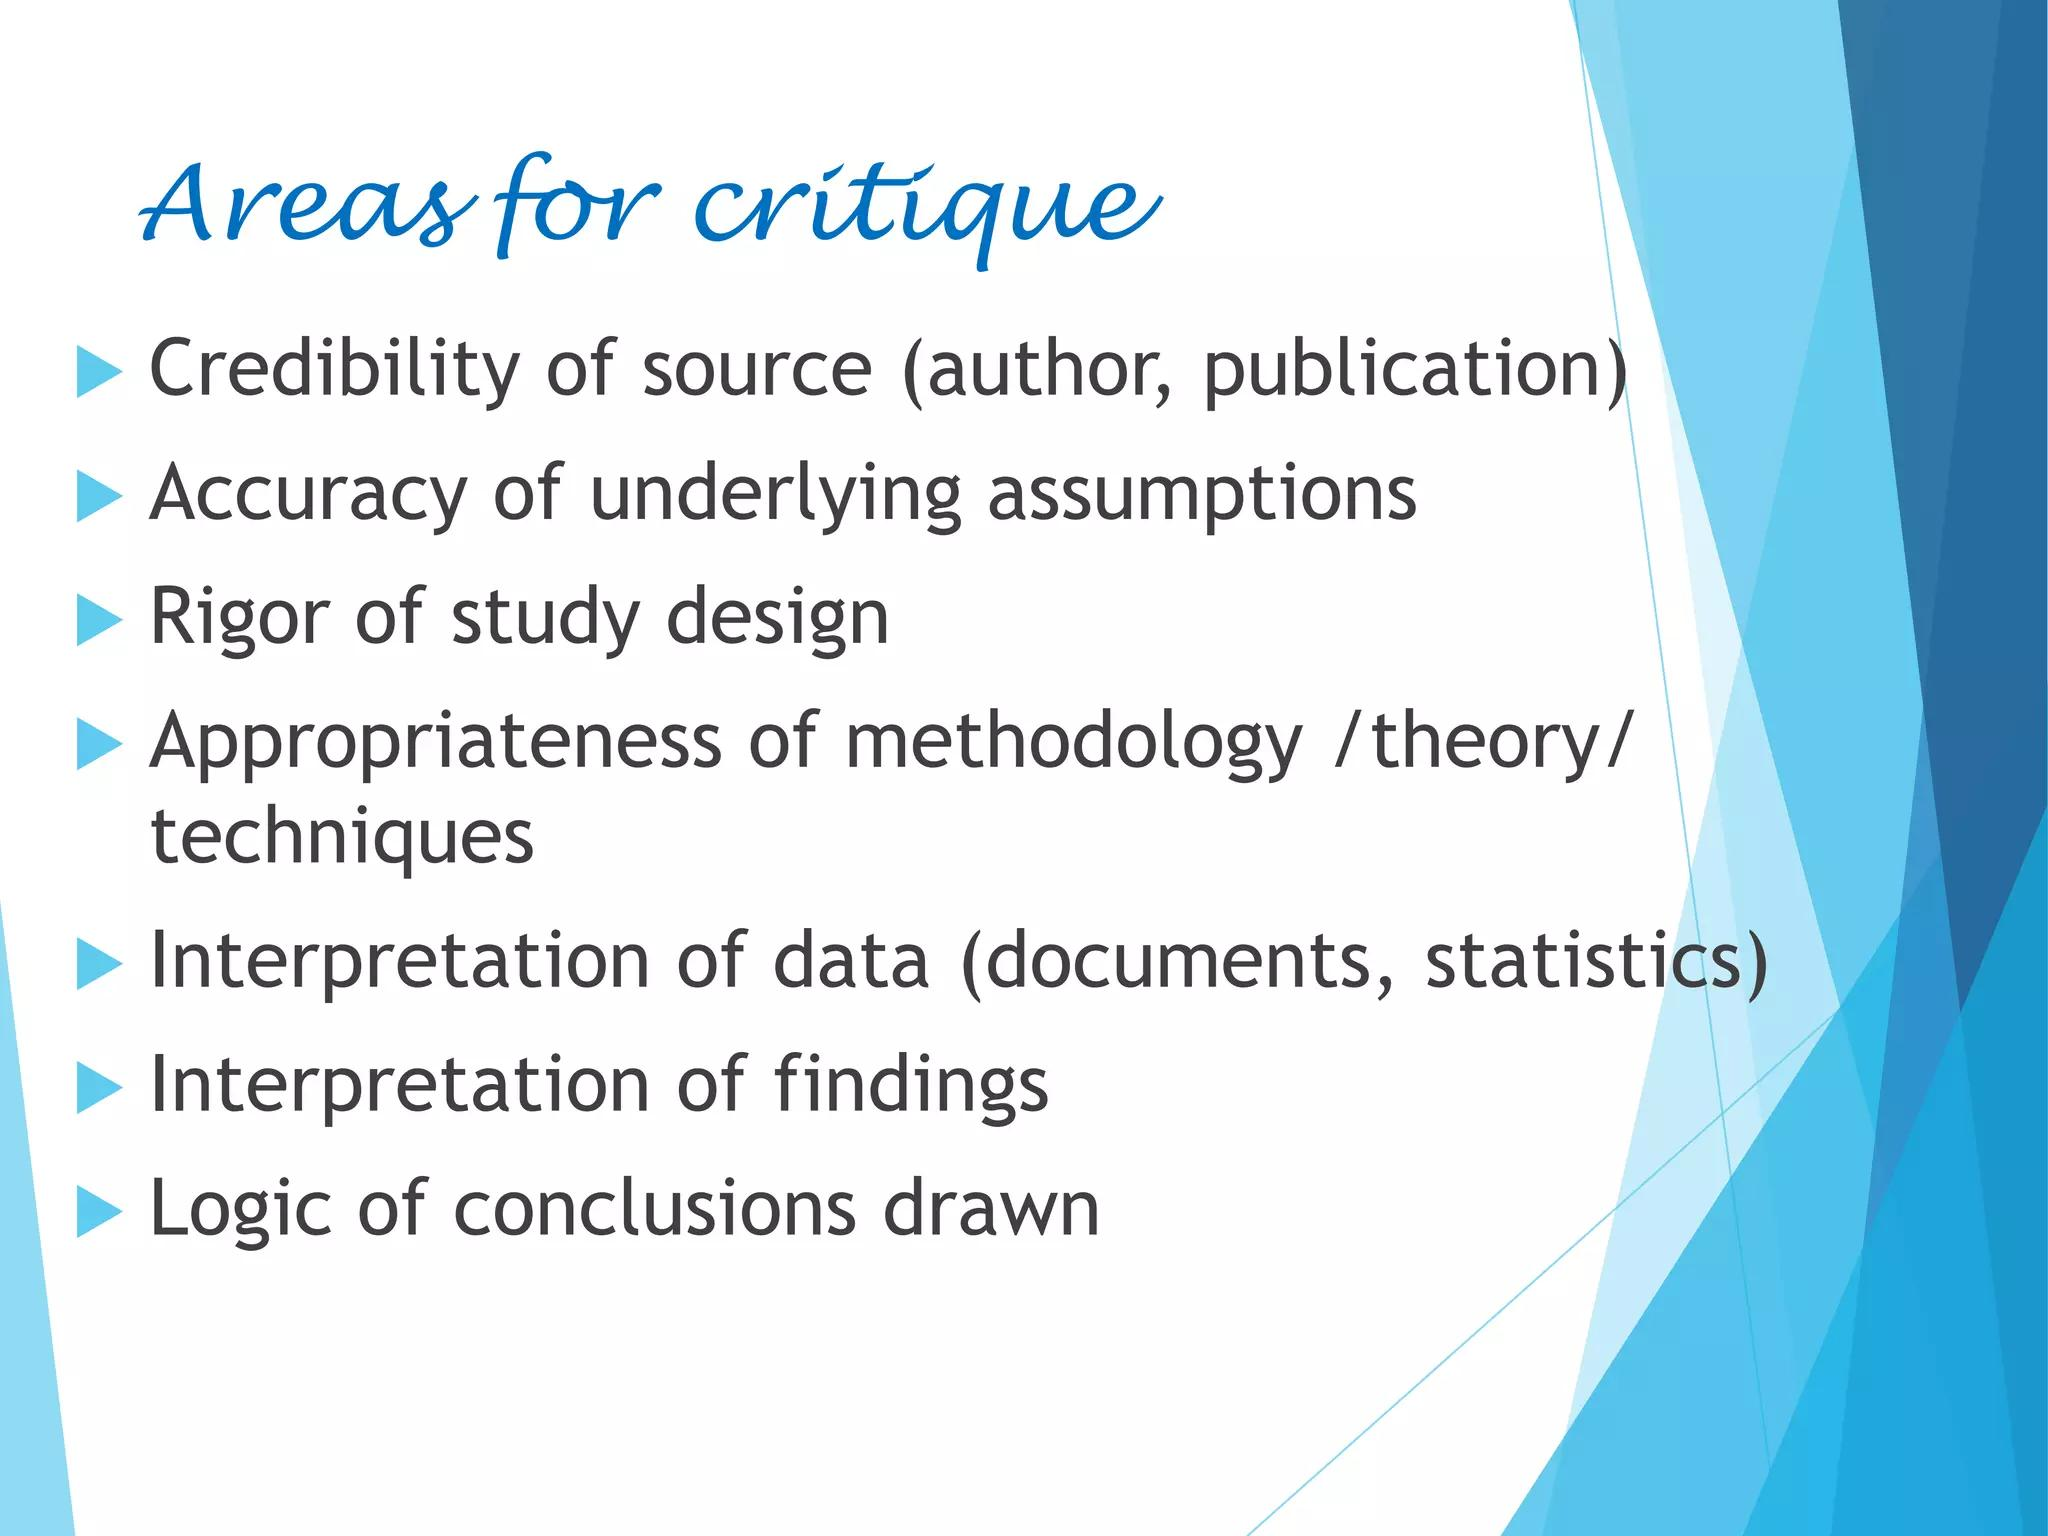 Areas for critique
Credibility of source (author, publication)
Accuracy of underlying assumptions
Rigor of study design
Appropriateness of methodology /theory/
techniques
Interpretation of data (documents, statistics)
Interpretation of findings
Logic of conclusions drawn